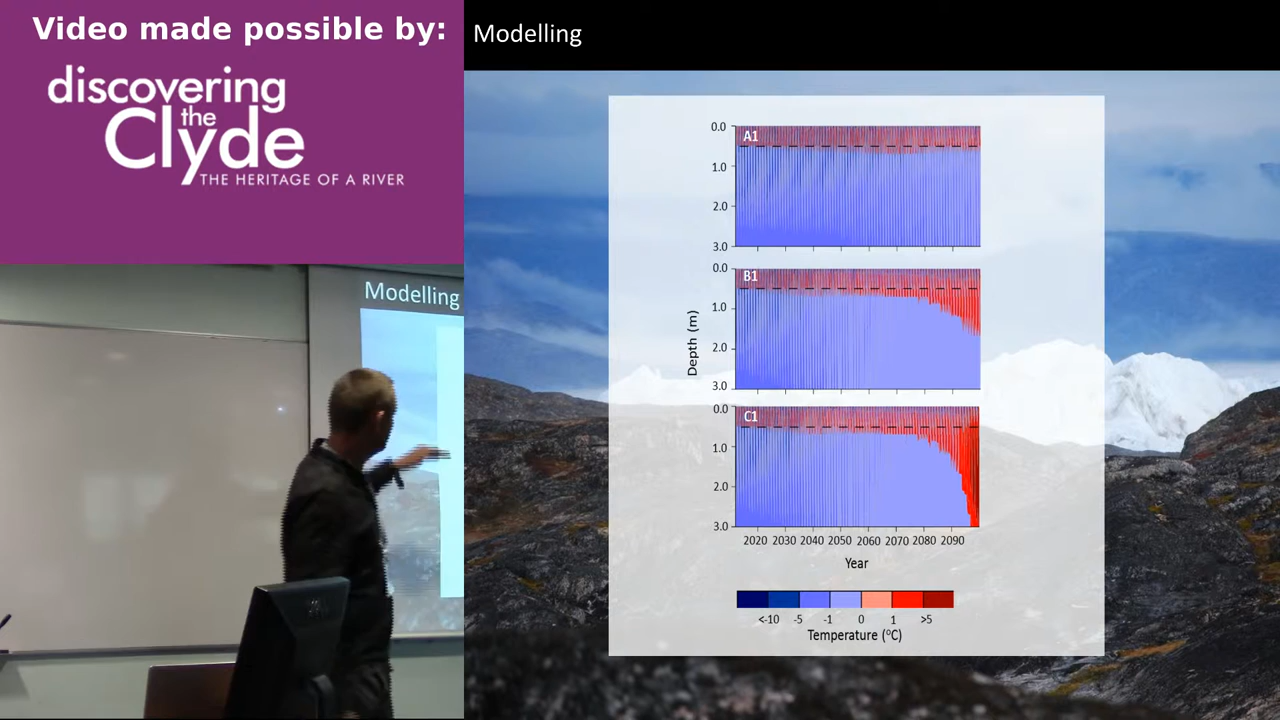 Video made possible by:
discovering
the
Clyde
THE HERITAGE OF A RIVER
Modelling
Modelling
A1
0.0
1.0
2.0
3.0
B1
0.0
1.0
2.0
3.0
C1
0.0
1.0
2.0
3.0
Depth (m)
2020 2030 2040 2050 2060 2070 2080 2090
Year
<-10 -5 -1 0 1 >5
Temperature (°C)